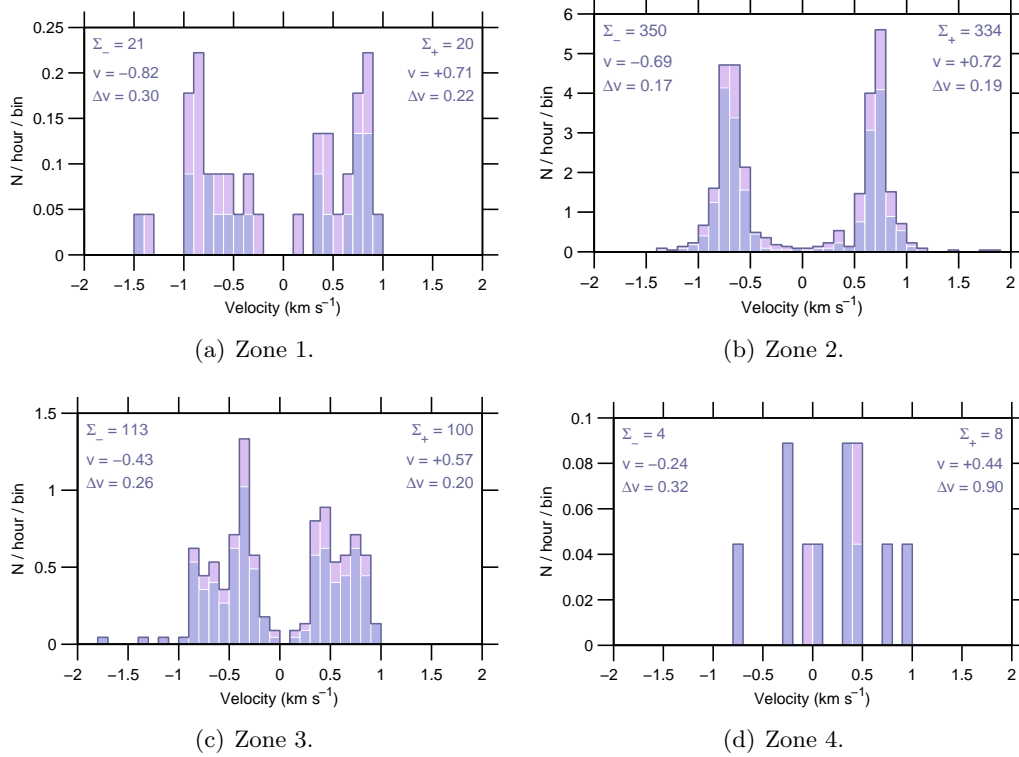 0.25
0.2
0.15
0.1
0.05
0
N / hour / bin
Σ− = 21
v = −0.82
Δv = 0.30
Σ+ = 20
v = +0.71
Δv = 0.22
−2 −1.5 −1 −0.5 0 0.5 1 1.5 2
Velocity (km s−1)
(a) Zone 1.
6
5
4
3
2
1
0
N / hour / bin
Σ− = 350
v = −0.69
Δv = 0.17
Σ+ = 334
v = +0.72
Δv = 0.19
−2 −1.5 −1 −0.5 0 0.5 1 1.5 2
Velocity (km s−1)
(b) Zone 2.
1.5
1
0.5
0
N / hour / bin
Σ− = 113
v = −0.43
Δv = 0.26
Σ+ = 100
v = +0.57
Δv = 0.20
−2 −1.5 −1 −0.5 0 0.5 1 1.5 2
Velocity (km s−1)
(c) Zone 3.
0.1
0.08
0.06
0.04
0.02
0
N / hour / bin
Σ− = 4
v = −0.24
Δv = 0.32
Σ+ = 8
v = +0.44
Δv = 0.90
−2 −1.5 −1 −0.5 0 0.5 1 1.5 2
Velocity (km s−1)
(d) Zone 4.